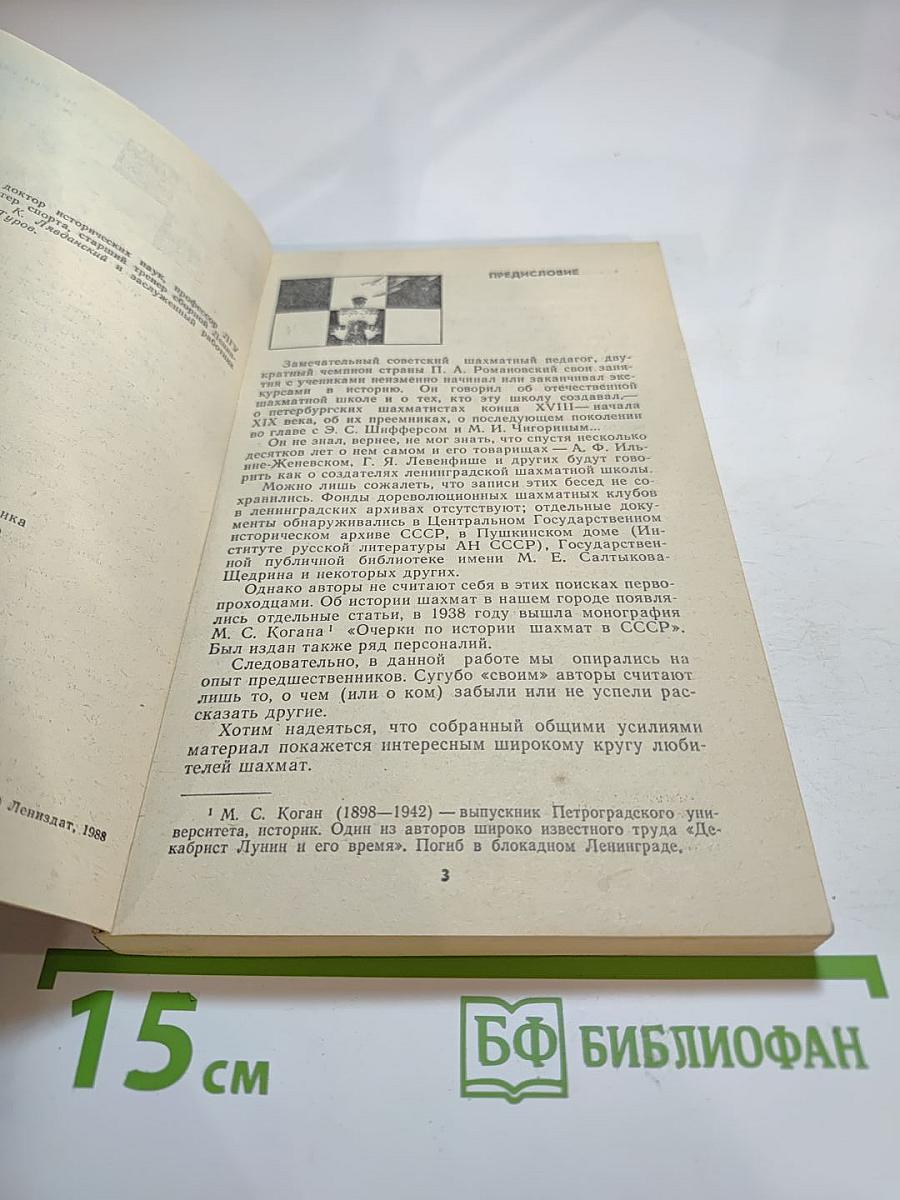 доктор исторических наук, профессор ЛГУ
тер спорта, старший тренер сборной Ленин-
К. Лявданский и заслуженный работник
Туров.
ика
Лениздат, 1988
ПРЕДИСЛОВИЕ
Замечательный советский шахматный педагог, дву-
кратный чемпион страны П. А. Романовский свои заня-
тия с учениками неизменно начинал или заканчивал экс-
курсами в историю. Он говорил об отечественной
шахматной школе и о тех, кто эту школу создавал,—
о петербургских шахматистах конца XVIII—начала
XIX века, об их преемниках, о последующем поколении
во главе с Э. С. Шифферсом и М. И. Чигориным...
Он не знал, вернее, не мог знать, что спустя несколько
десятков лет о нем самом и его товарищах — А. Ф. Иль-
ине-Женевском, Г. Я. Левенфише и других будут гово-
рить как о создателях ленинградской шахматной школы.
Можно лишь сожалеть, что записи этих бесед не со-
хранились. Фонды дореволюционных шахматных клубов
в ленинградских архивах отсутствуют; отдельные доку-
менты обнаруживались в Центральном Государственном
историческом архиве СССР, в Пушкинском доме (Ин-
ституте русской литературы АН СССР), Государствен-
ной публичной библиотеке имени М. Е. Салтыкова-
Щедрина и некоторых других.
Однако авторы не считают себя в этих поисках перво-
проходцами. Об истории шахмат в нашем городе появля-
лись отдельные статьи, в 1938 году вышла монография
М. С. Когана¹ «Очерки по истории шахмат в СССР».
Был издан также ряд персоналий.
Следовательно, в данной работе мы опирались на
опыт предшественников. Сугубо «своим» авторы считают
лишь то, о чем (или о ком) забыли или не успели рас-
сказать другие.
Хотим надеяться, что собранный общими усилиями
материал покажется интересным широкому кругу люби-
телей шахмат.
¹ М. С. Коган (1898—1942) — выпускник Петроградского уни-
верситета, историк. Один из авторов широко известного труда «Де-
кабрист Лунин и его время». Погиб в блокадном Ленинграде.
3
15 см
БФ БИБЛИОФАН